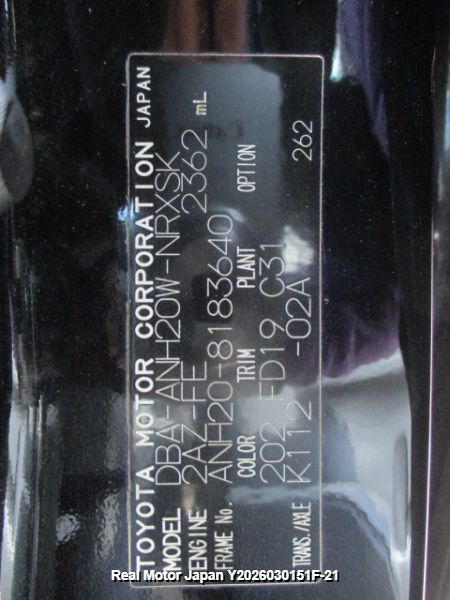 TOYOTA MOTOR CORPORATION JAPAN
MODEL DBA-ANH20W-NRXSK
ENGINE 2AZ-FE 2362 mL
FRAME No. ANH20-8183640
COLOR TRIM PLANT OPTION
202 FD19 C31
TRANS./AXLE K112 -02A 262
Real Motor Japan Y2026030151F-21